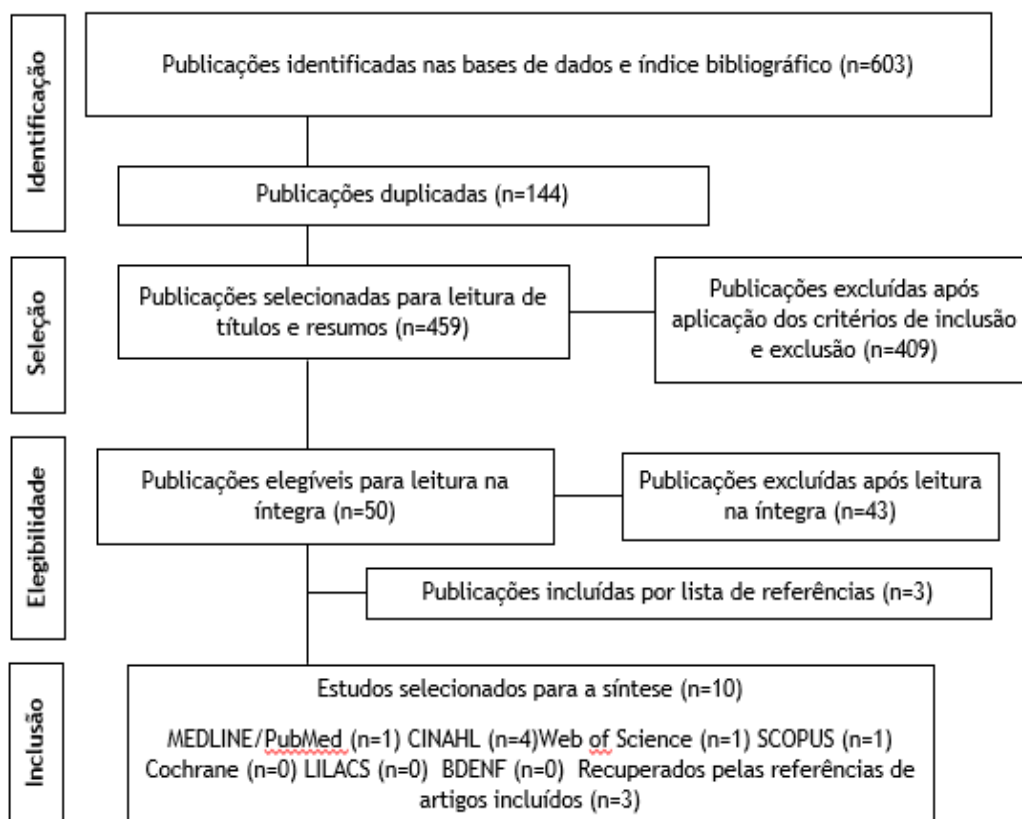 Identificação
Publicações identificadas nas bases de dados e índice bibliográfico (n=603)
Publicações duplicadas (n=144)
Seleção
Publicações selecionadas para leitura de
títulos e resumos (n=459)
Publicações excluídas após
aplicação dos critérios de inclusão
e exclusão (n=409)
Elegibilidade
Publicações elegíveis para leitura na
íntegra (n=50)
Publicações excluídas após leitura
na íntegra (n=43)
Publicações incluídas por lista de referências (n=3)
Inclusão
Estudos selecionados para a síntese (n=10)
MEDLINE/PubMed (n=1) CINAHL (n=4)Web of Science (n=1) SCOPUS (n=1)
Cochrane (n=0) LILACS (n=0) BDENF (n=0) Recuperados pelas referências de
artigos incluídos (n=3)